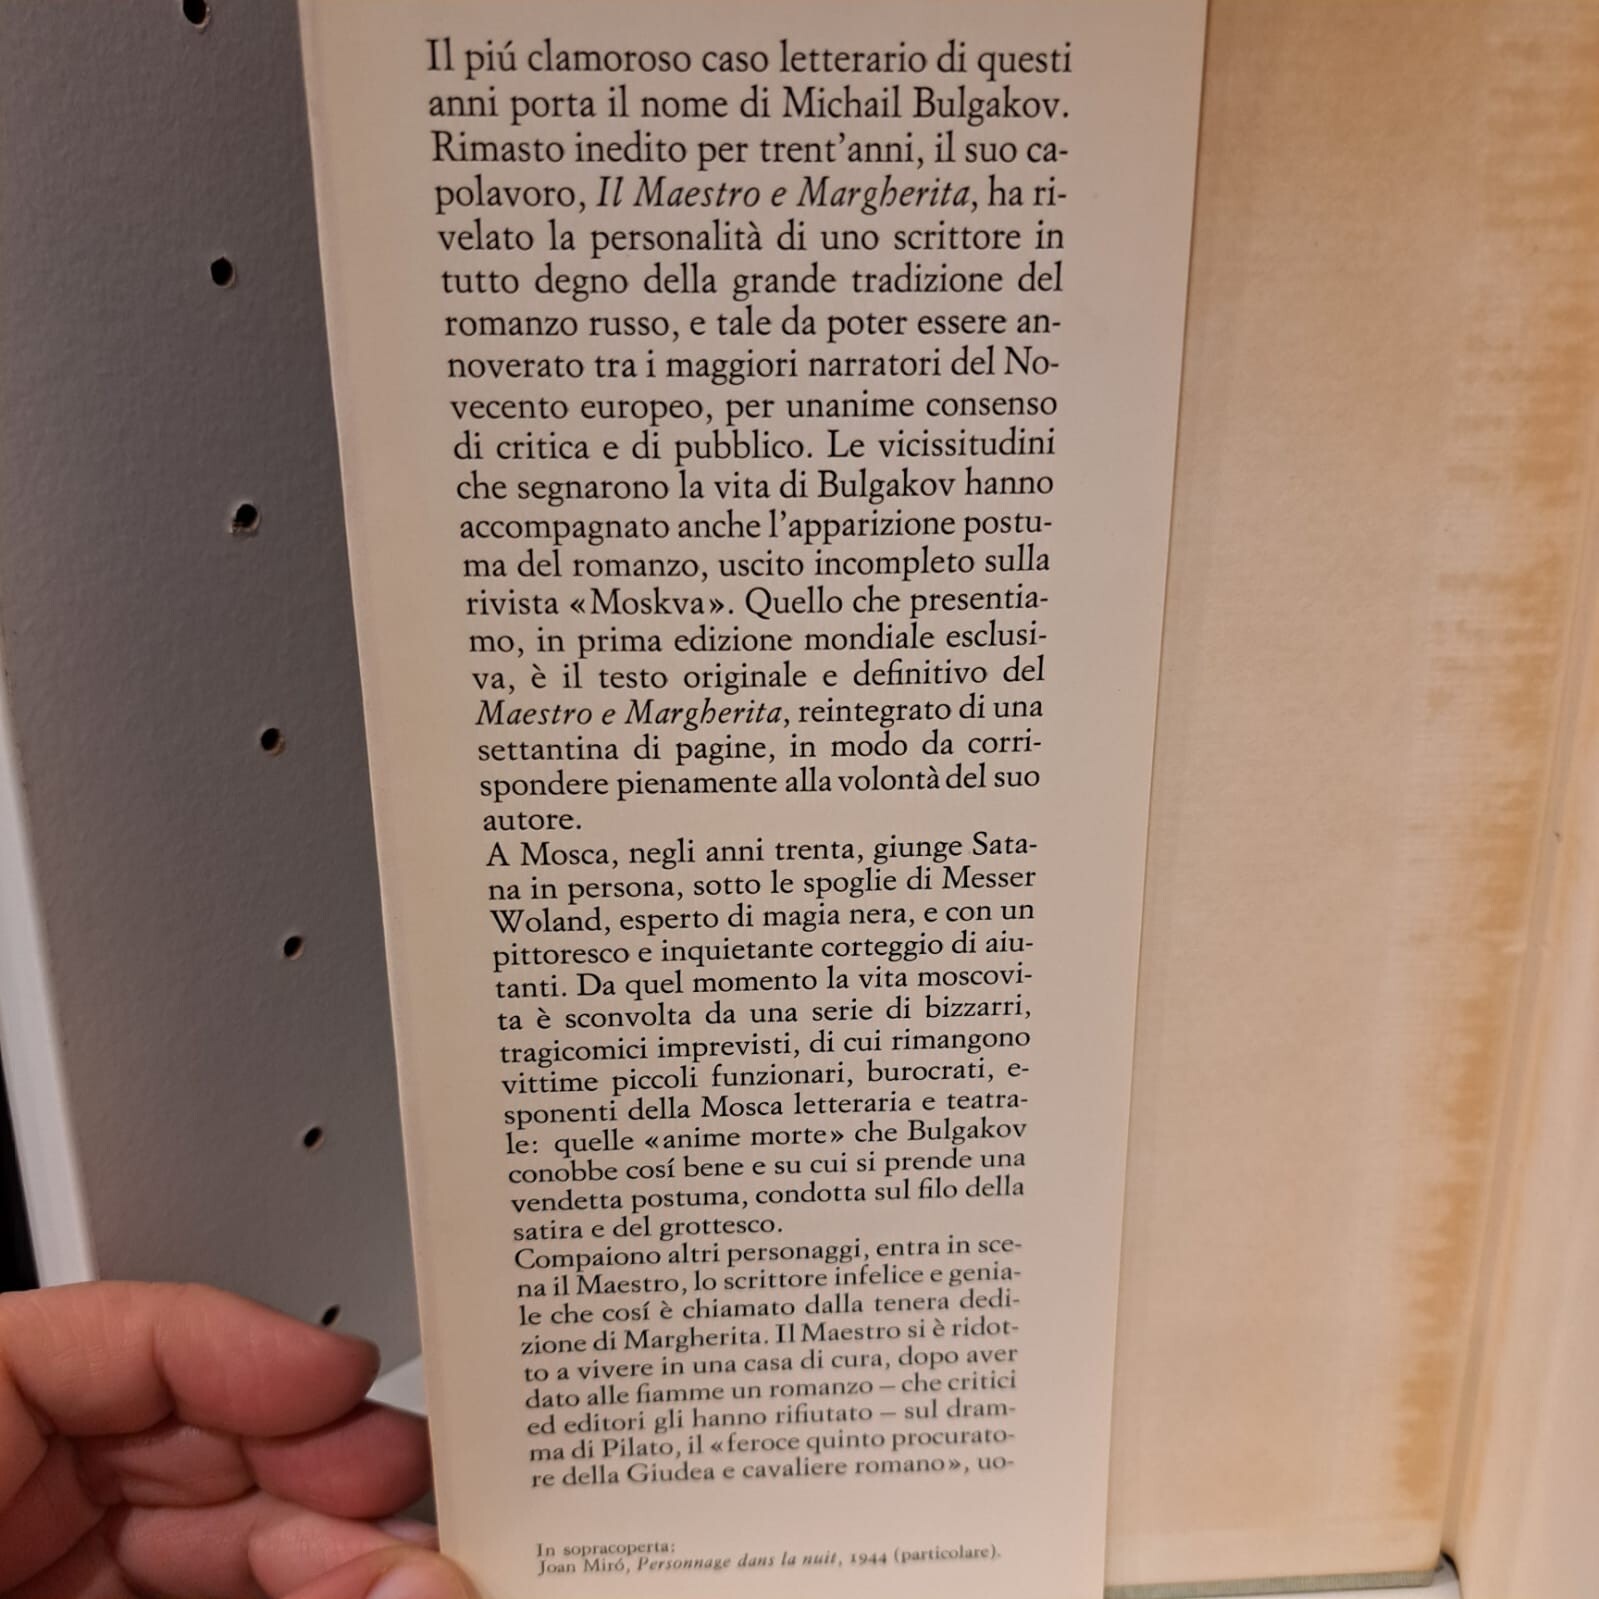 Il piú clamoroso caso letterario di questi
anni porta il nome di Michail Bulgakov.
Rimasto inedito per trent'anni, il suo ca-
polavoro, Il Maestro e Margherita, ha ri-
velato la personalità di uno scrittore in
tutto degno della grande tradizione del
romanzo russo, e tale da poter essere an-
noverato tra i maggiori narratori del No-
vecento europeo, per unanime consenso
di critica e di pubblico. Le vicissitudini
che segnarono la vita di Bulgakov hanno
accompagnato anche l'apparizione postu-
ma del romanzo, uscito incompleto sulla
rivista «Moskva». Quello che presentia-
mo, in prima edizione mondiale esclusi-
va, è il testo originale e definitivo del
Maestro e Margherita, reintegrato di una
settantina di pagine, in modo da corri-
spondere pienamente alla volontà del suo
autore.
A Mosca, negli anni trenta, giunge Sata-
na in persona, sotto le spoglie di Messer
Woland, esperto di magia nera, e con un
pittoresco e inquietante corteggio di aiu-
tanti. Da quel momento la vita moscovi-
ta è sconvolta da una serie di bizzarri,
tragicomici imprevisti, di cui rimangono
vittime piccoli funzionari, burocrati, e-
sponenti della Mosca letteraria e teatra-
le: quelle «anime morte» che Bulgakov
conobbe cosí bene e su cui si prende una
vendetta postuma, condotta sul filo della
satira e del grottesco.
Compaiono altri personaggi, entra in sce-
na il Maestro, lo scrittore infelice e genia-
le che cosí è chiamato dalla tenera dedi-
zione di Margherita. Il Maestro si è ridot-
to a vivere in una casa di cura, dopo aver
dato alle fiamme un romanzo – che critici
ed editori gli hanno rifiutato – sul dram-
ma di Pilato, il «feroce quinto procurato-
re della Giudea e cavaliere romano», uo-
In sopracoperta:
Joan Miró, Personnage dans la nuit, 1944 (particolare).